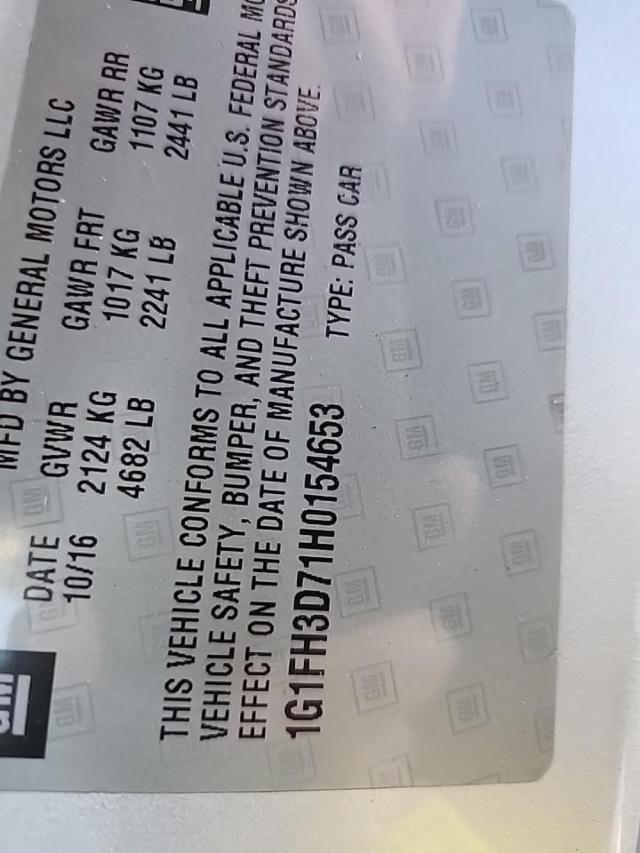 GM
MFD BY GENERAL MOTORS LLC
DATE GVWR GAWR FRT GAWR RR
10/16 2124 KG 1017 KG 1107 KG
4682 LB 2241 LB 2441 LB
THIS VEHICLE CONFORMS TO ALL APPLICABLE U.S. FEDERAL MO
VEHICLE SAFETY, BUMPER, AND THEFT PREVENTION STANDARDS
EFFECT ON THE DATE OF MANUFACTURE SHOWN ABOVE.
1G1FH3D71H0154653 TYPE: PASS CAR